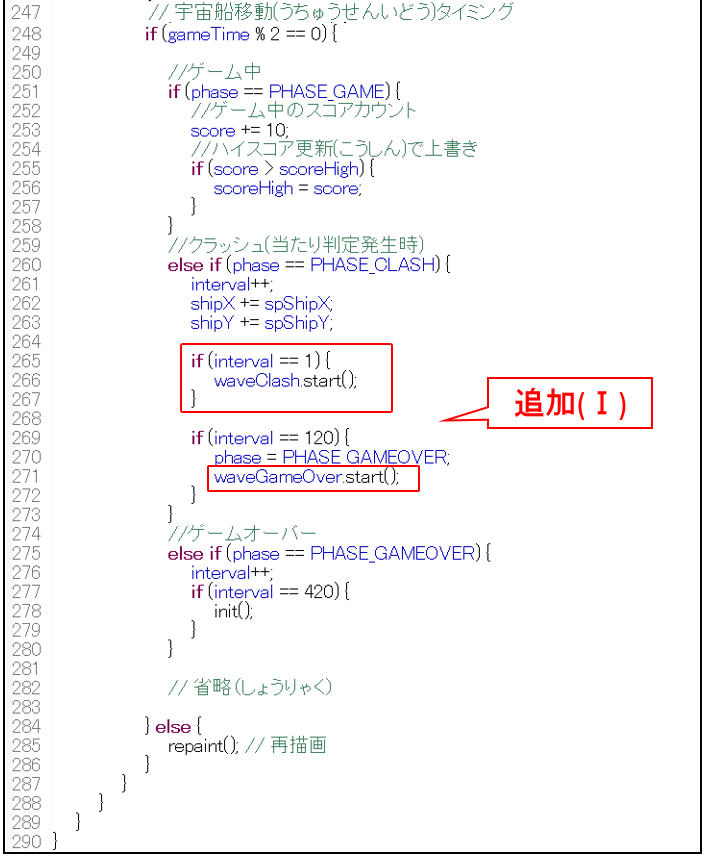 247 // 宇宙船移動(うちゅうせんいどう)タイミング
248 if (gameTime % 2 == 0) {
249
250 //ゲーム中
251 if (phase == PHASE_GAME) {
252 //ゲーム中のスコアカウント
253 score += 10;
254 //ハイスコア更新(こうしん)で上書き
255 if (score > scoreHigh) {
256 scoreHigh = score;
257 }
258 }
259 //クラッシュ(当たり判定発生時)
260 else if (phase == PHASE_CLASH) {
261 interval++;
262 shipX += spShipX;
263 shipY += spShipY;
264
265 if (interval == 1) {
266 waveClash.start();
267 }
268
追加(Ⅰ)
269 if (interval == 120) {
270 phase = PHASE_GAMEOVER;
271 waveGameOver.start();
272 }
273 }
274 //ゲームオーバー
275 else if (phase == PHASE_GAMEOVER) {
276 interval++;
277 if (interval == 420) {
278 init();
279 }
280 }
281
282 // 省略(しょうりゃく)
283
284 } else {
285 repaint(); // 再描画
286 }
287 }
288 }
289 }
290 }